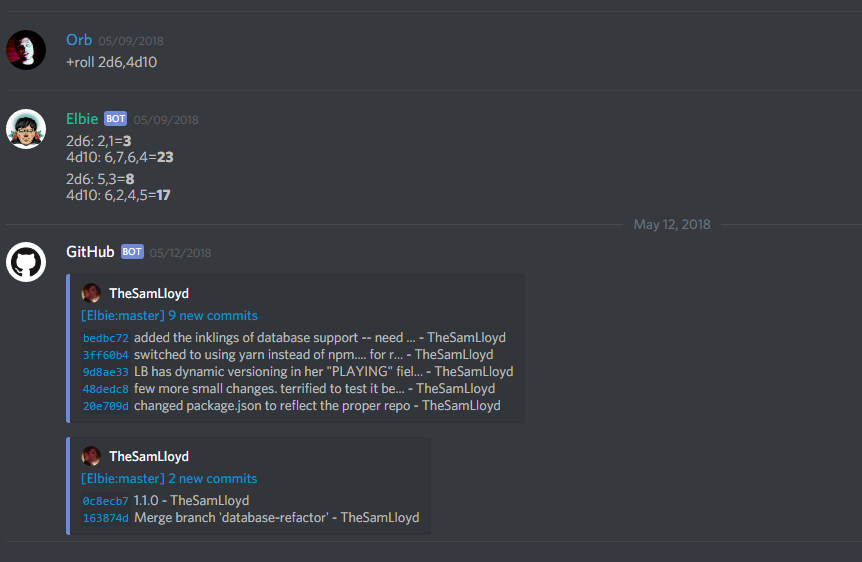 Orb 05/09/2018
+roll 2d6,4d10
Elbie BOT 05/09/2018
2d6: 2,1=3
4d10: 6,7,6,4=23
2d6: 5,3=8
4d10: 6,2,4,5=17
May 12, 2018
GitHub BOT 05/12/2018
TheSamLloyd
[Elbie:master] 9 new commits
bedbc72 added the inklings of database support -- need ... - TheSamLloyd
3ff60b4 switched to using yarn instead of npm.... for r... - TheSamLloyd
9d8ae33 LB has dynamic versioning in her "PLAYING" fiel... - TheSamLloyd
48dedc8 few more small changes. terrified to test it be... - TheSamLloyd
20e709d changed package.json to reflect the proper repo - TheSamLloyd
TheSamLloyd
[Elbie:master] 2 new commits
0c8ecb7 1.1.0 - TheSamLloyd
163874d Merge branch 'database-refactor' - TheSamLloyd